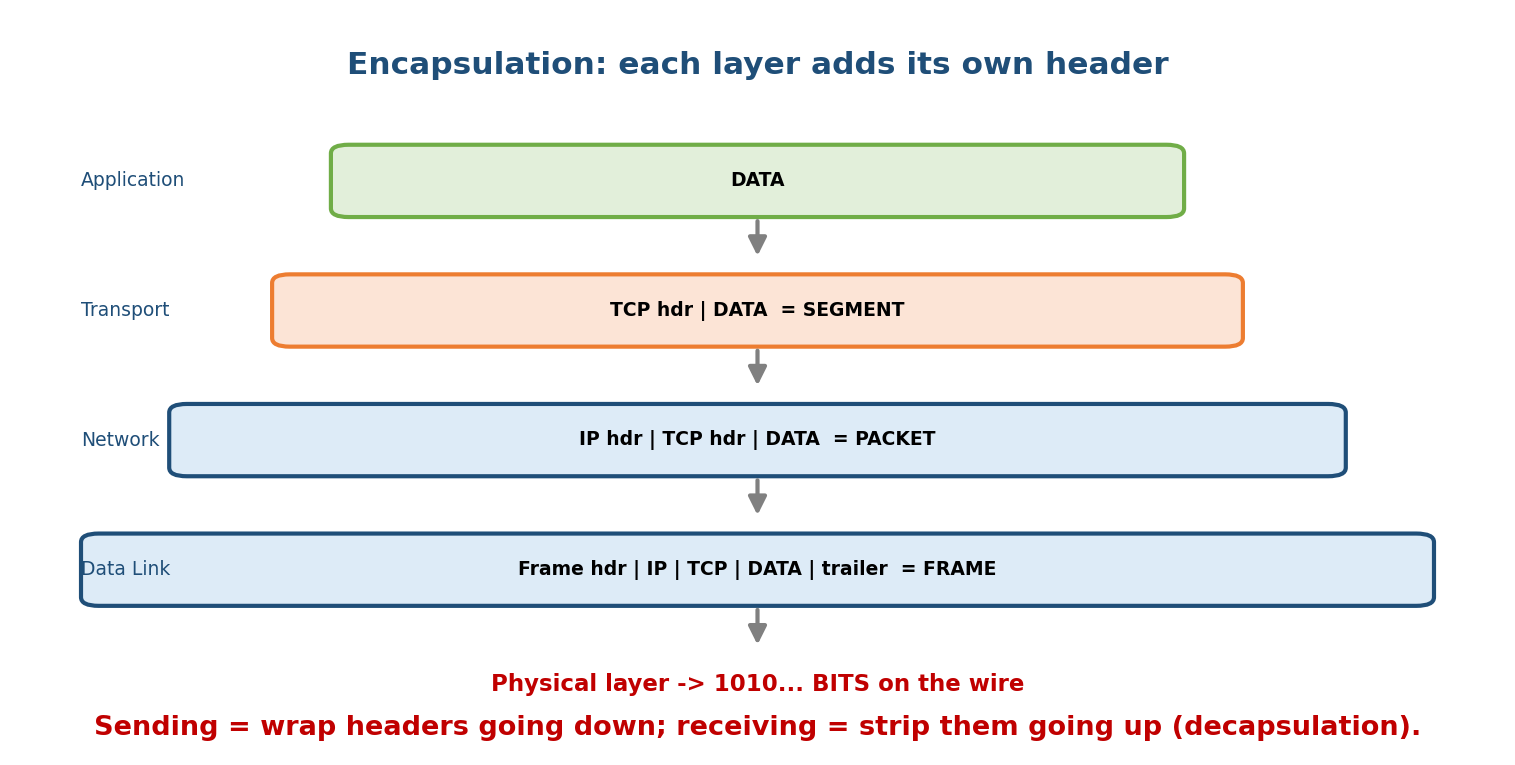 Encapsulation: each layer adds its own header
Application
DATA
Transport
TCP hdr | DATA  = SEGMENT
Network
IP hdr | TCP hdr | DATA  = PACKET
Data Link
Frame hdr | IP | TCP | DATA | trailer  = FRAME
Physical layer -> 1010... BITS on the wire
Sending = wrap headers going down; receiving = strip them going up (decapsulation).